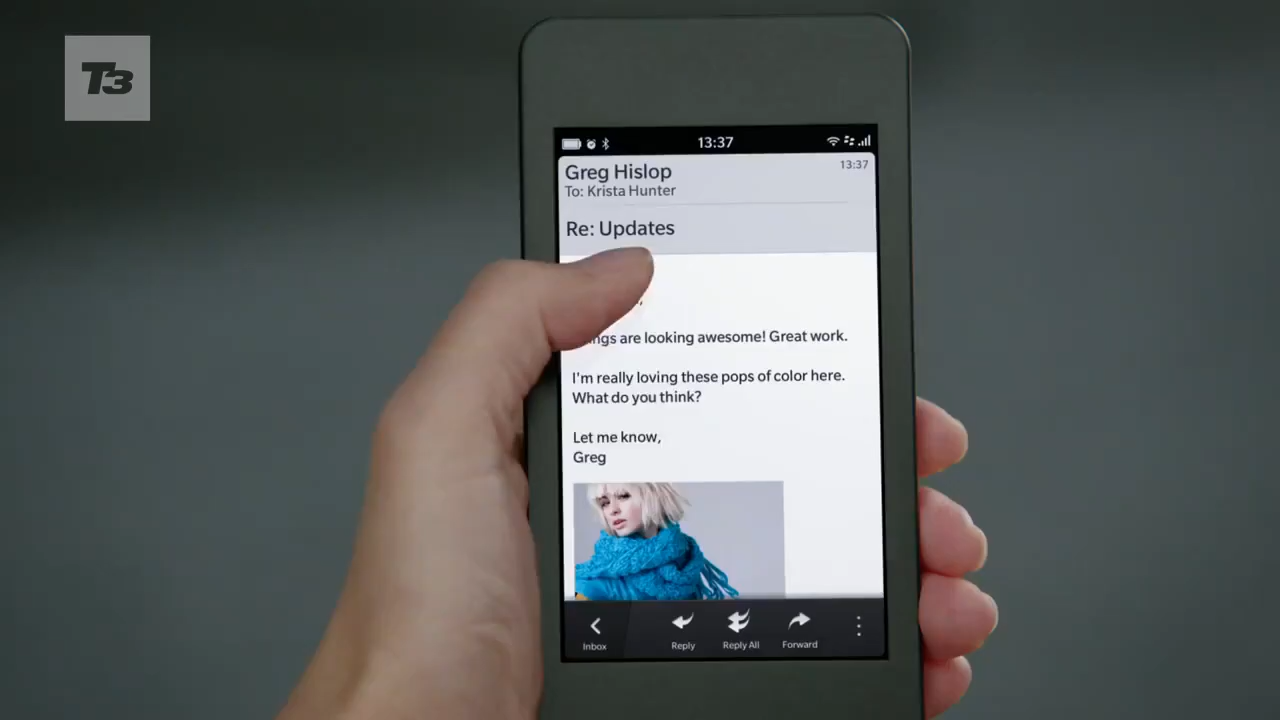 T3
13:37
Greg Hislop
13:37
To: Krista Hunter
Re: Updates
are looking awesome! Great work.
I'm really loving these pops of color here.
What do you think?
Let me know,
Greg
Inbox
Reply
Reply All
Forward